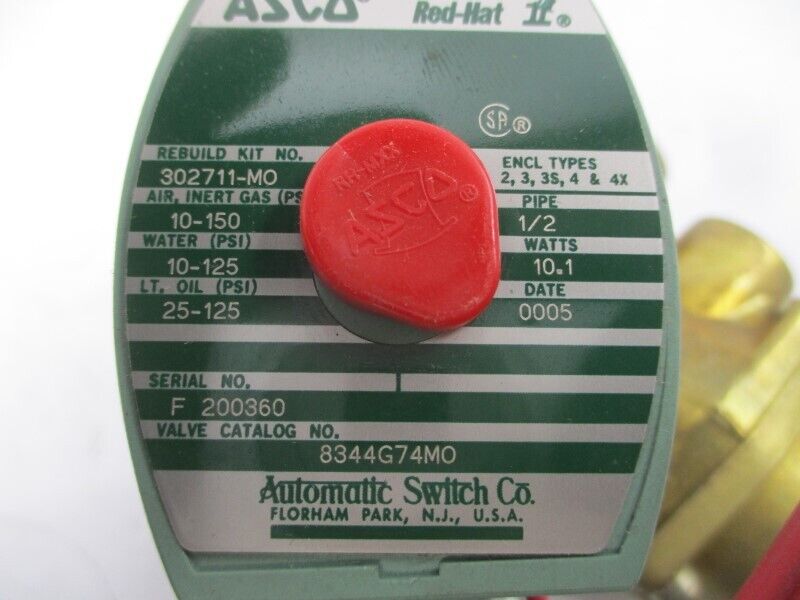 ASCO® Red-Hat II®
SA®
REBUILD KIT NO.
302711-MO
AIR, INERT GAS (PS
10-150
WATER (PSI)
10-125
LT. OIL (PSI)
25-125
ASCO®
ENCL TYPES
2, 3, 3S, 4 & 4X
PIPE
1/2
WATTS
10.1
DATE
0005
SERIAL NO.
F 200360
VALVE CATALOG NO.
8344G74MO
Automatic Switch Co.
FLORHAM PARK, N.J., U.S.A.